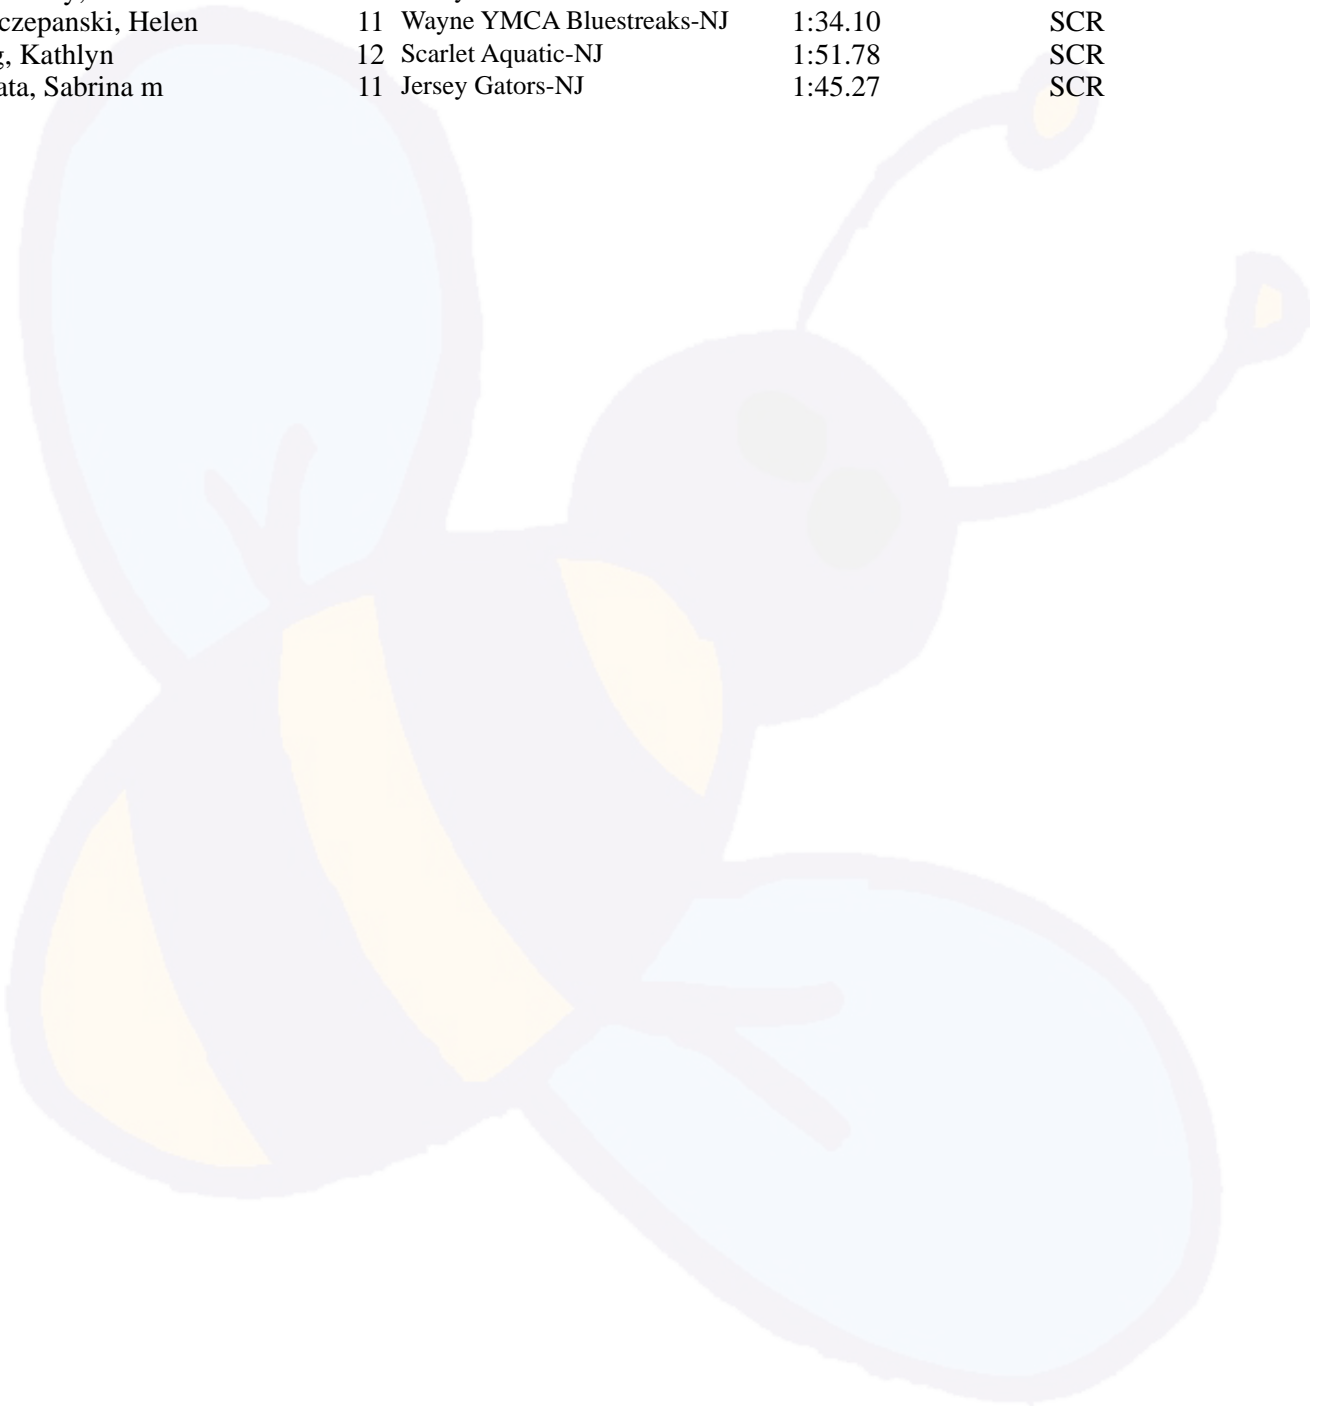 czepanski, Helen 11 Wayne YMCA Bluestreaks-NJ 1:34.10 SCR
, Kathlyn 12 Scarlet Aquatic-NJ 1:51.78 SCR
ata, Sabrina m 11 Jersey Gators-NJ 1:45.27 SCR